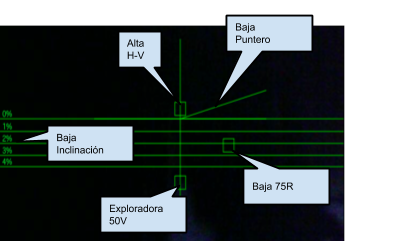 Baja
Puntero
Alta
H-V
0%
1%
2%
3%
4%
Baja
Inclinación
Baja 75R
Exploradora
50V